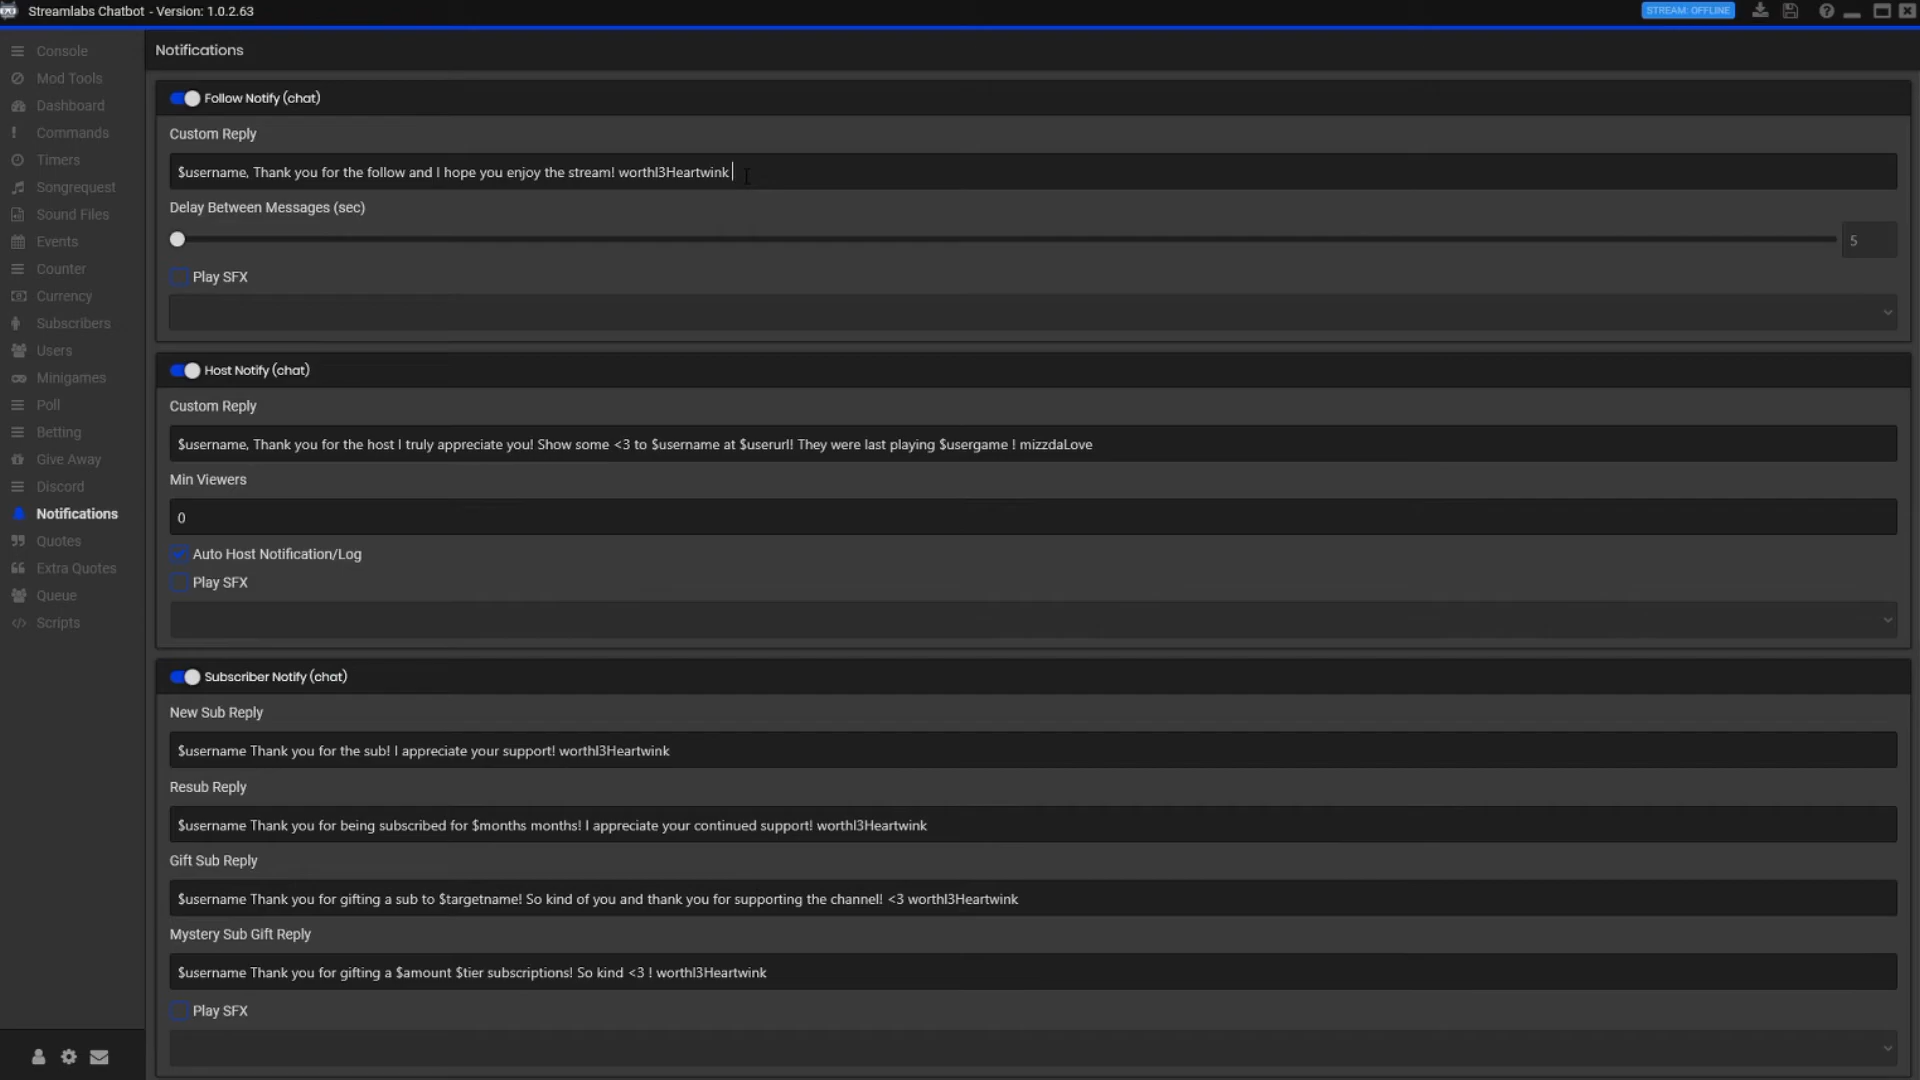 Streamlabs Chatbot - Version: 1.0.2.63
STREAM: OFFLINE
Console
Mod Tools
Dashboard
Commands
Timers
Songrequest
Sound Files
Events
Counter
Currency
Subscribers
Users
Minigames
Poll
Betting
Give Away
Discord
Notifications
Quotes
Extra Quotes
Queue
Scripts
Notifications
Follow Notify (chat)
Custom Reply
$username, Thank you for the follow and I hope you enjoy the stream! worthl3Heartwink
Delay Between Messages (sec)
5
Play SFX
Host Notify (chat)
Custom Reply
$username, Thank you for the host I truly appreciate you! Show some <3 to $username at $userurl! They were last playing $usergame ! mizzdaLove
Min Viewers
0
Auto Host Notification/Log
Play SFX
Subscriber Notify (chat)
New Sub Reply
$username Thank you for the sub! I appreciate your support! worthl3Heartwink
Resub Reply
$username Thank you for being subscribed for $months months! I appreciate your continued support! worthl3Heartwink
Gift Sub Reply
$username Thank you for gifting a sub to $targetname! So kind of you and thank you for supporting the channel! <3 worthl3Heartwink
Mystery Sub Gift Reply
$username Thank you for gifting a $amount $tier subscriptions! So kind <3 ! worthl3Heartwink
Play SFX